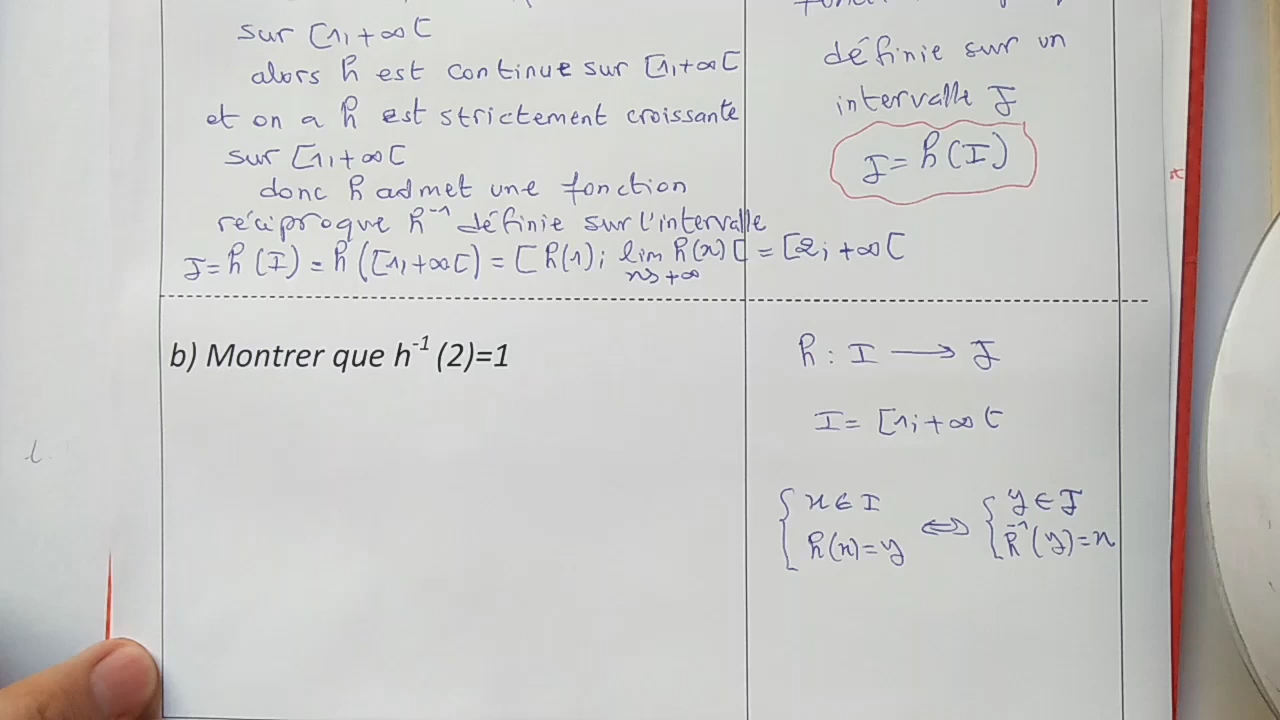 sur [1, +∞[
alors h est continue sur [1, +∞[
et on a h est strictement croissante
sur [1, +∞[
donc h admet une fonction
réciproque h⁻¹ définie sur l'intervalle
J = h(I) = h([1, +∞[) = [h(1); lim h(x)[ = [2; +∞[
x→+∞
définie sur un
intervalle J
J = h(I)
b) Montrer que h⁻¹ (2)=1
h : I ⟶ J
I = [1; +∞[
{ x ∈ I ⟺ { y ∈ J
h(x) = y h⁻¹(y) = x